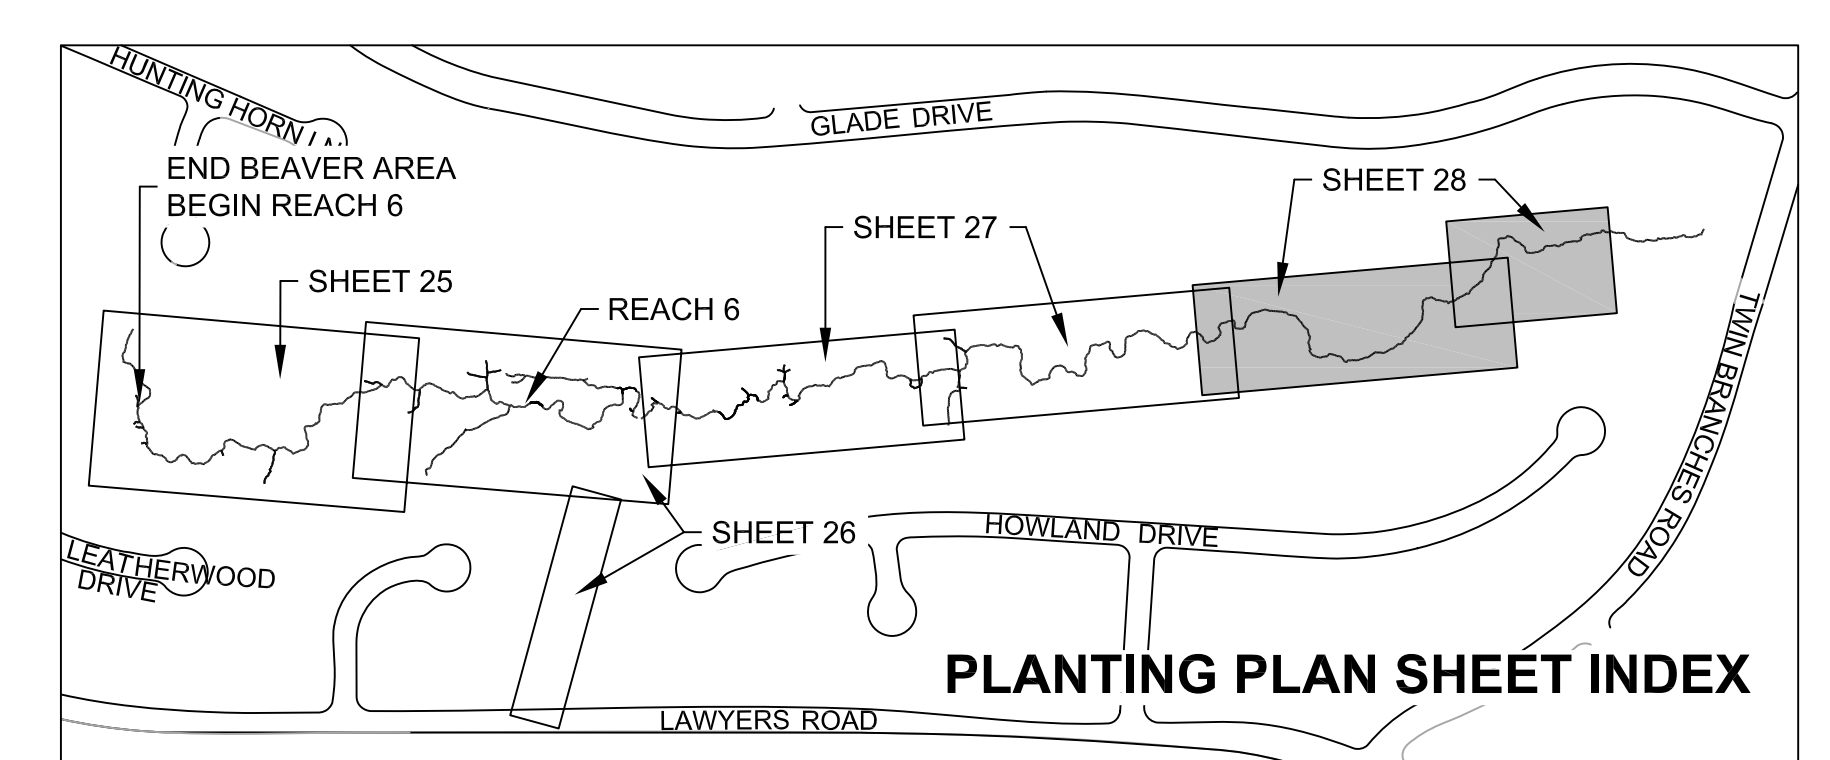 HUNTING HORN LN
GLADE DRIVE
END BEAVER AREA
BEGIN REACH 6
SHEET 28
SHEET 27
SHEET 25
REACH 6
TWIN BRANCHES ROAD
SHEET 26
HOWLAND DRIVE
LEATHERWOOD
DRIVE
PLANTING PLAN SHEET INDEX
LAWYERS ROAD